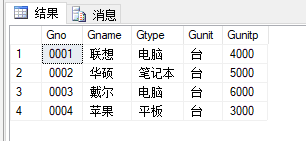 结果 消息
Gno Gname Gtype Gunit Gunitp
1 0001 联想 电脑 台 4000
2 0002 华硕 笔记本 台 5000
3 0003 戴尔 电脑 台 6000
4 0004 苹果 平板 台 3000